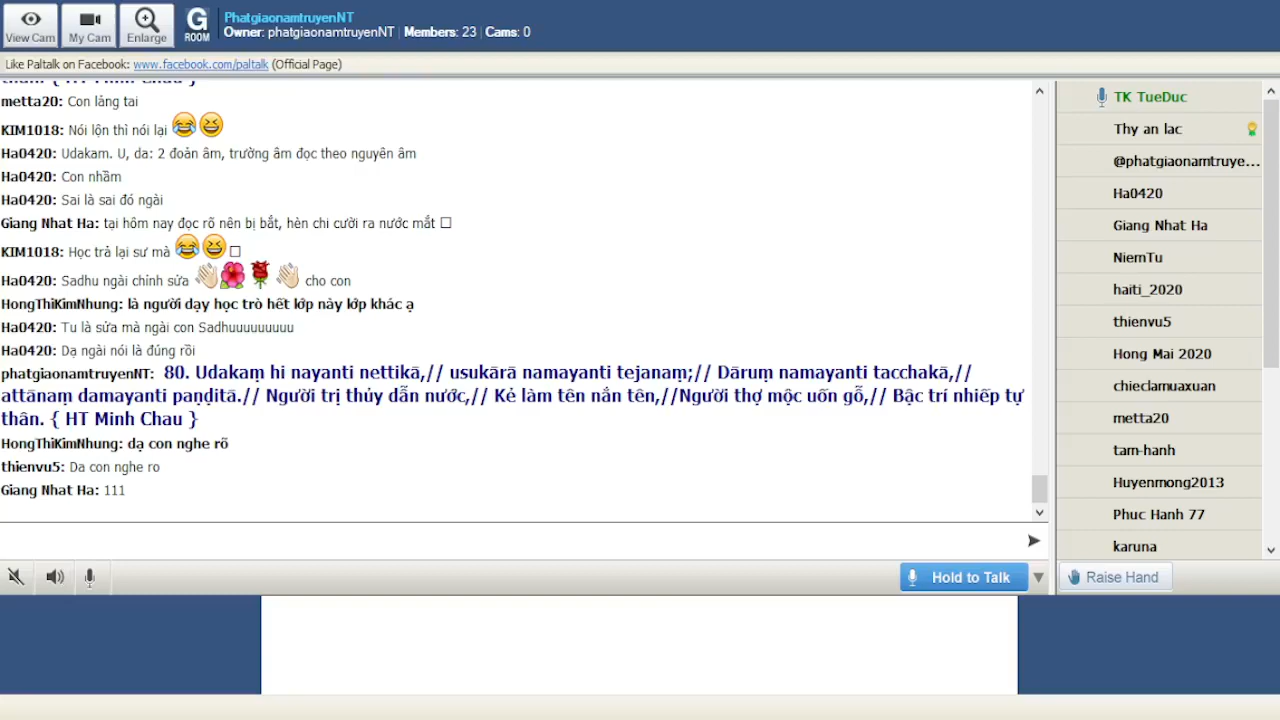 View Cam
My Cam
Enlarge
G
ROOM
PhatgiaonamtruyenNT
Owner: phatgiaonamtruyenNT | Members: 23 | Cams: 0
Like Paltalk on Facebook: www.facebook.com/paltalk (Official Page)
metta20: Con lảng tai
KIM1018: Nói lộn thì nói lại 😂😆
Ha0420: Udakam. U, da: 2 đoản âm, trường âm đọc theo nguyên âm
Ha0420: Con nhầm
Ha0420: Sai là sai đó ngài
Giang Nhat Ha: tại hôm nay đọc rõ nên bị bắt, hèn chi cười ra nước mắt □
KIM1018: Học trả lại sư mà 😂😆□
Ha0420: Sadhu ngài chỉnh sửa 👏🌺🌹👏 cho con
HongThiKimNhung: là người dạy học trò hết lớp này lớp khác ạ
Ha0420: Tu là sửa mà ngài con Sadhuuuuuuuuu
Ha0420: Dạ ngài nói là đúng rồi
phatgiaonamtruyenNT: 80. Udakaṃ hi nayanti nettikā,// usukārā namayanti tejanaṃ;// Dāruṃ namayanti tacchakā,//
attānaṃ damayanti paṇḍitā.// Người trị thủy dẫn nước,// Kẻ làm tên nắn tên,//Người thợ mộc uốn gỗ,// Bậc trí nhiếp tự
thân. { HT Minh Chau }
HongThiKimNhung: dạ con nghe rõ
thienvu5: Da con nghe ro
Giang Nhat Ha: 111
TK TueDuc
Thy an lac
@phatgiaonamtruye...
Ha0420
Giang Nhat Ha
NiemTu
haiti_2020
thienvu5
Hong Mai 2020
chieclamuaxuan
metta20
tam-hanh
Huyenmong2013
Phuc Hanh 77
karuna
Hold to Talk
Raise Hand